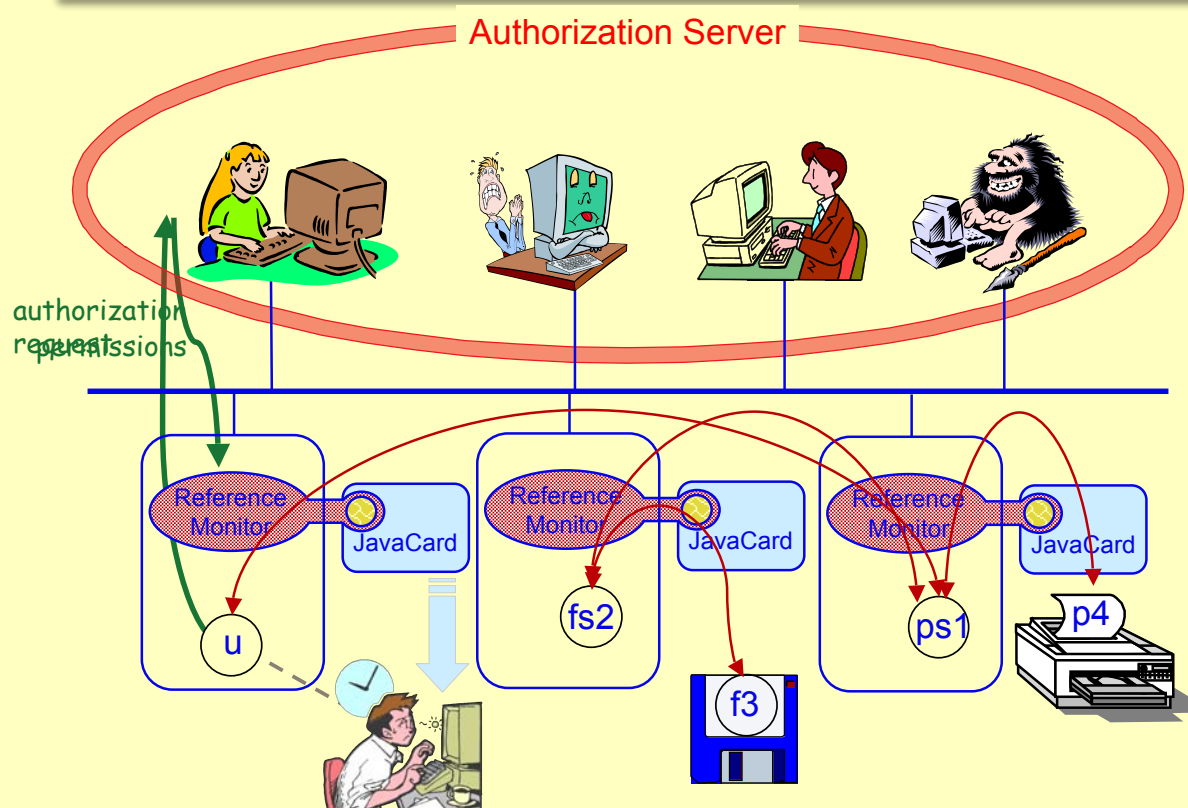 Authorization Server
authorization
request
permissions
Reference
Monitor
JavaCard
Reference
Monitor
JavaCard
Reference
Monitor
JavaCard
u
fs2
ps1
p4
f3